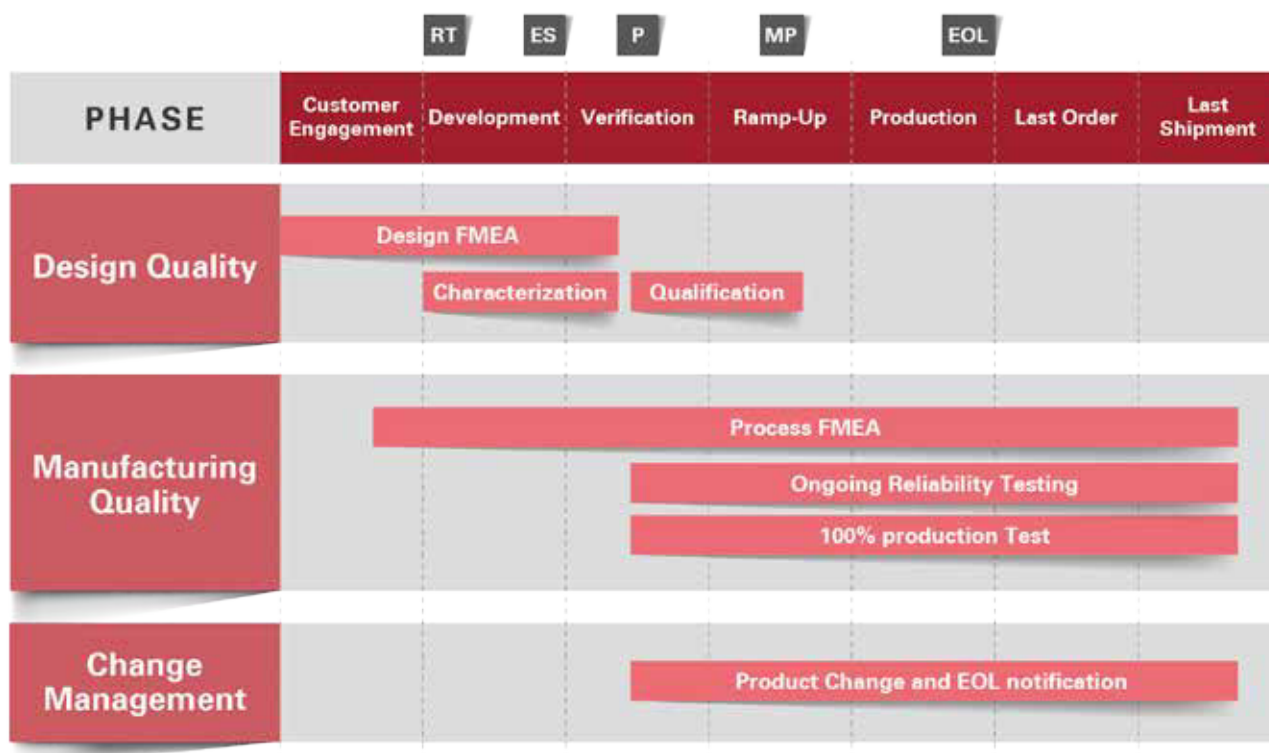 RT
ES
P
MP
EOL
PHASE
Customer
Engagement
Development
Verification
Ramp-Up
Production
Last Order
Last
Shipment
Design Quality
Design FMEA
Characterization
Qualification
Manufacturing
Quality
Process FMEA
Ongoing Reliability Testing
100% production Test
Change
Management
Product Change and EOL notification